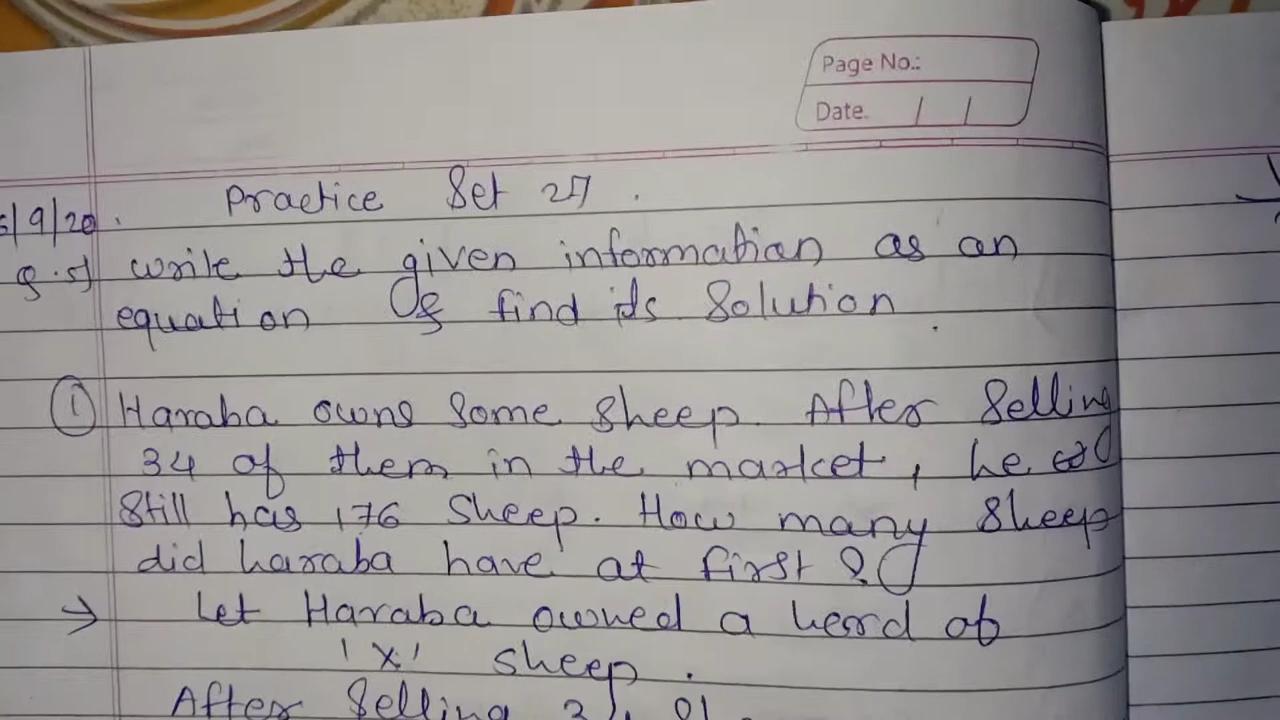 Page No.:
Date. / /
Practice Set 27.
/9/20.
Q.5) write the given information as an
equation & find its solution
① Haraba owns some sheep. After selling
34 of them in the market, he
still has 176 sheep. How many sheep
did haraba have at first ?
→ Let Haraba owned a herd of
'x' sheep.
After selling